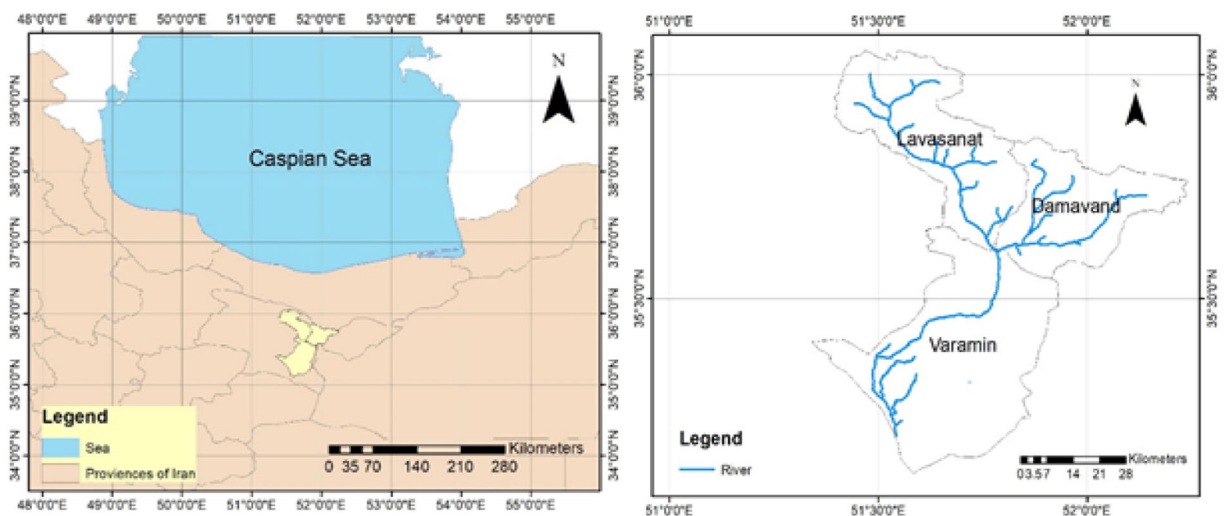 48°0'0"E 49°0'0"E 50°0'0"E 51°0'0"E 52°0'0"E 53°0'0"E 54°0'0"E 55°0'0"E
39°0'0"N
38°0'0"N
37°0'0"N
36°0'0"N
35°0'0"N
34°0'0"N
N
Caspian Sea
Legend
Sea
Proviences of Iran
Kilometers
0 35 70 140 210 280
39°0'0"N
38°0'0"N
37°0'0"N
36°0'0"N
35°0'0"N
34°0'0"N
48°0'0"E 49°0'0"E 50°0'0"E 51°0'0"E 52°0'0"E 53°0'0"E 54°0'0"E 55°0'0"E
51°0'0"E 51°30'0"E 52°0'0"E
36°0'0"N
35°30'0"N
N
Lavasanat
Damavand
Varamin
Legend
River
Kilometers
03.57 14 21 28
36°0'0"N
35°30'0"N
51°0'0"E 51°30'0"E 52°0'0"E